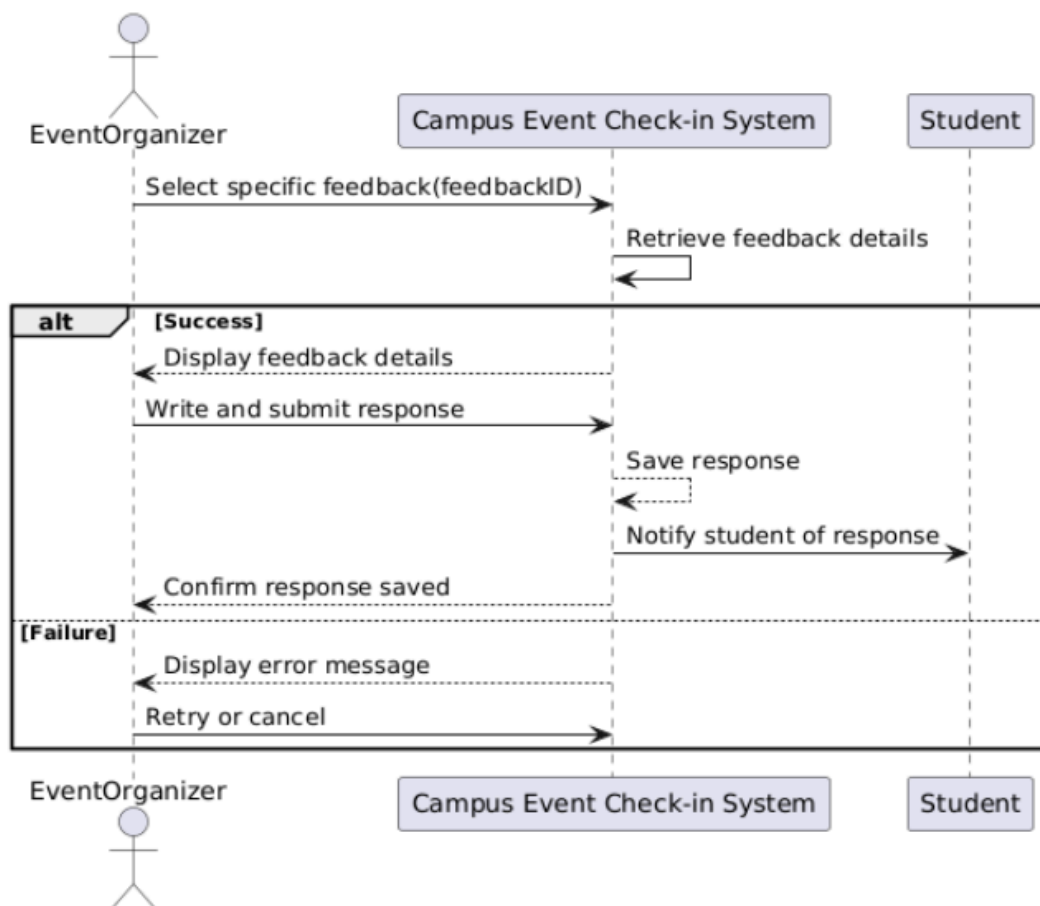 EventOrganizer
Campus Event Check-in System
Student
Select specific feedback(feedbackID)
Retrieve feedback details
alt
[Success]
Display feedback details
Write and submit response
Save response
Notify student of response
Confirm response saved
[Failure]
Display error message
Retry or cancel
EventOrganizer
Campus Event Check-in System
Student